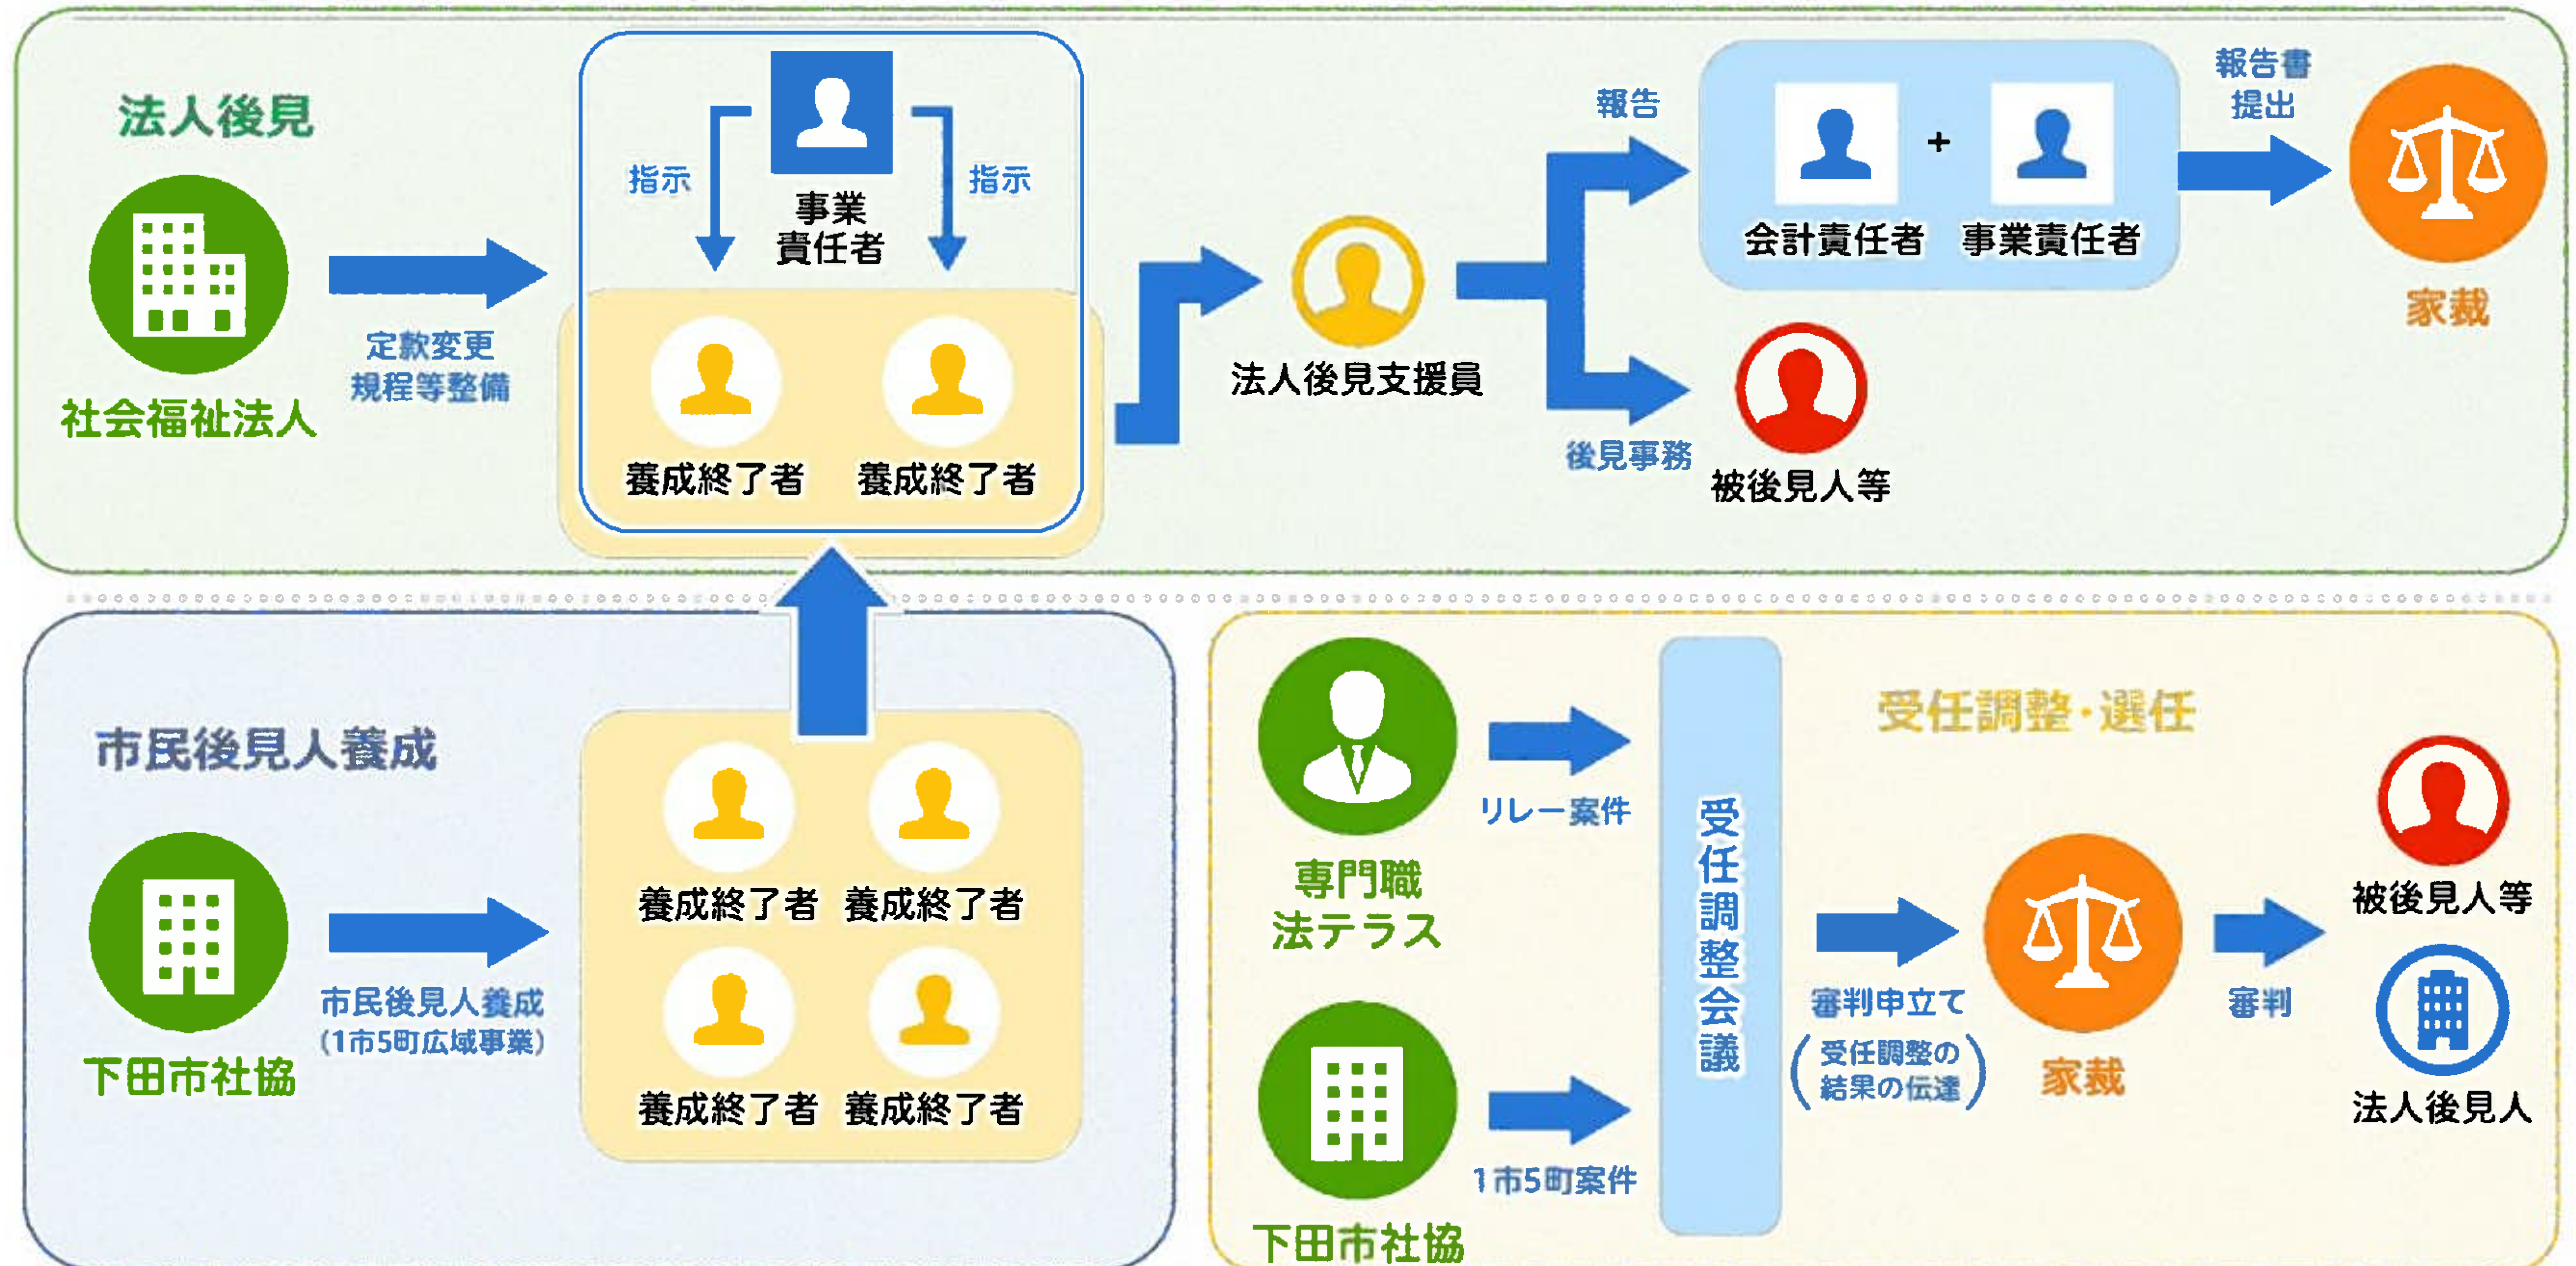 法人後見
社会福祉法人
定款変更
規程等整備
指示
指示
事業
責任者
養成終了者
養成終了者
法人後見支援員
報告
後見事務
会計責任者
+
事業責任者
被後見人等
報告書
提出
家裁
市民後見人養成
下田市社協
市民後見人養成
(1市5町広域事業)
養成終了者
養成終了者
養成終了者
養成終了者
受任調整・選任
専門職
法テラス
リレー案件
下田市社協
1市5町案件
受任調整会議
審判申立て
(受任調整の
結果の伝達)
家裁
審判
被後見人等
法人後見人